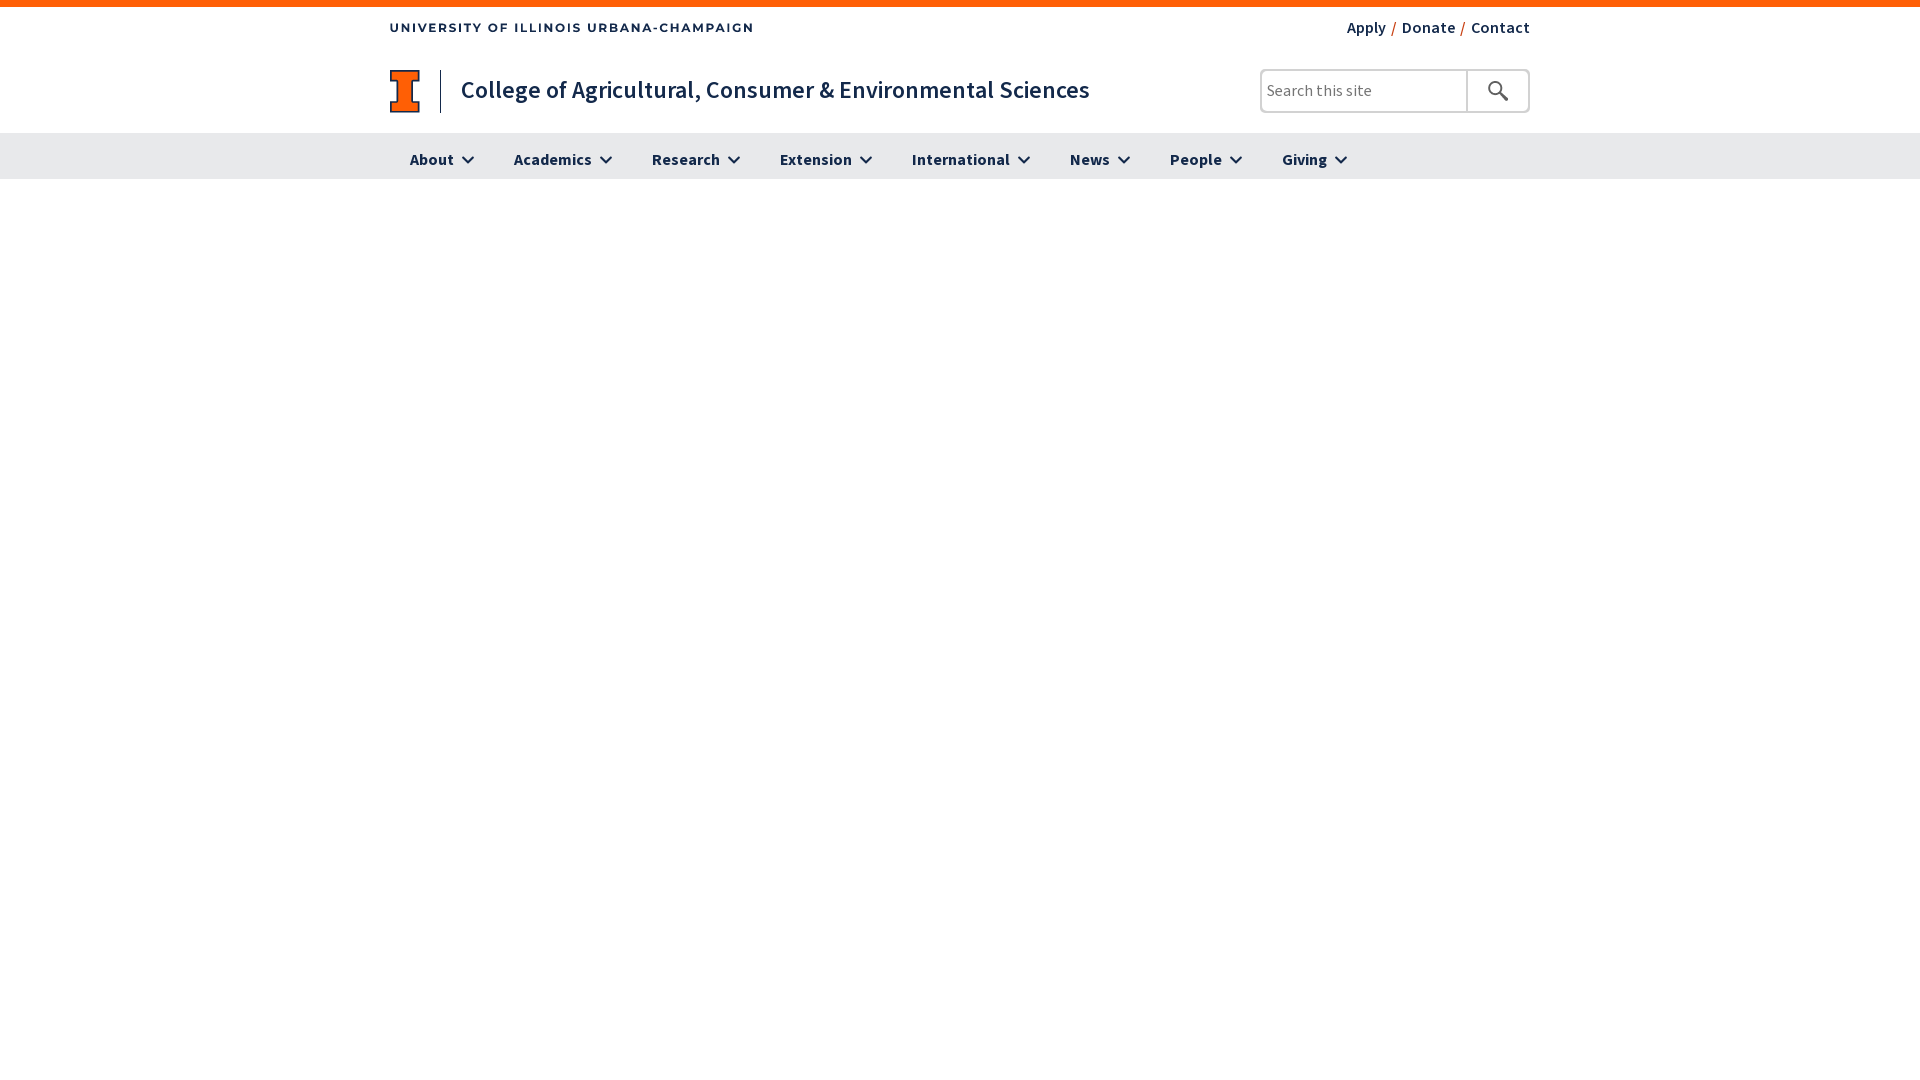 UNIVERSITY OF ILLINOIS URBANA-CHAMPAIGN
Apply / Donate / Contact
College of Agricultural, Consumer & Environmental Sciences
Search this site
About Academics Research Extension International News People Giving